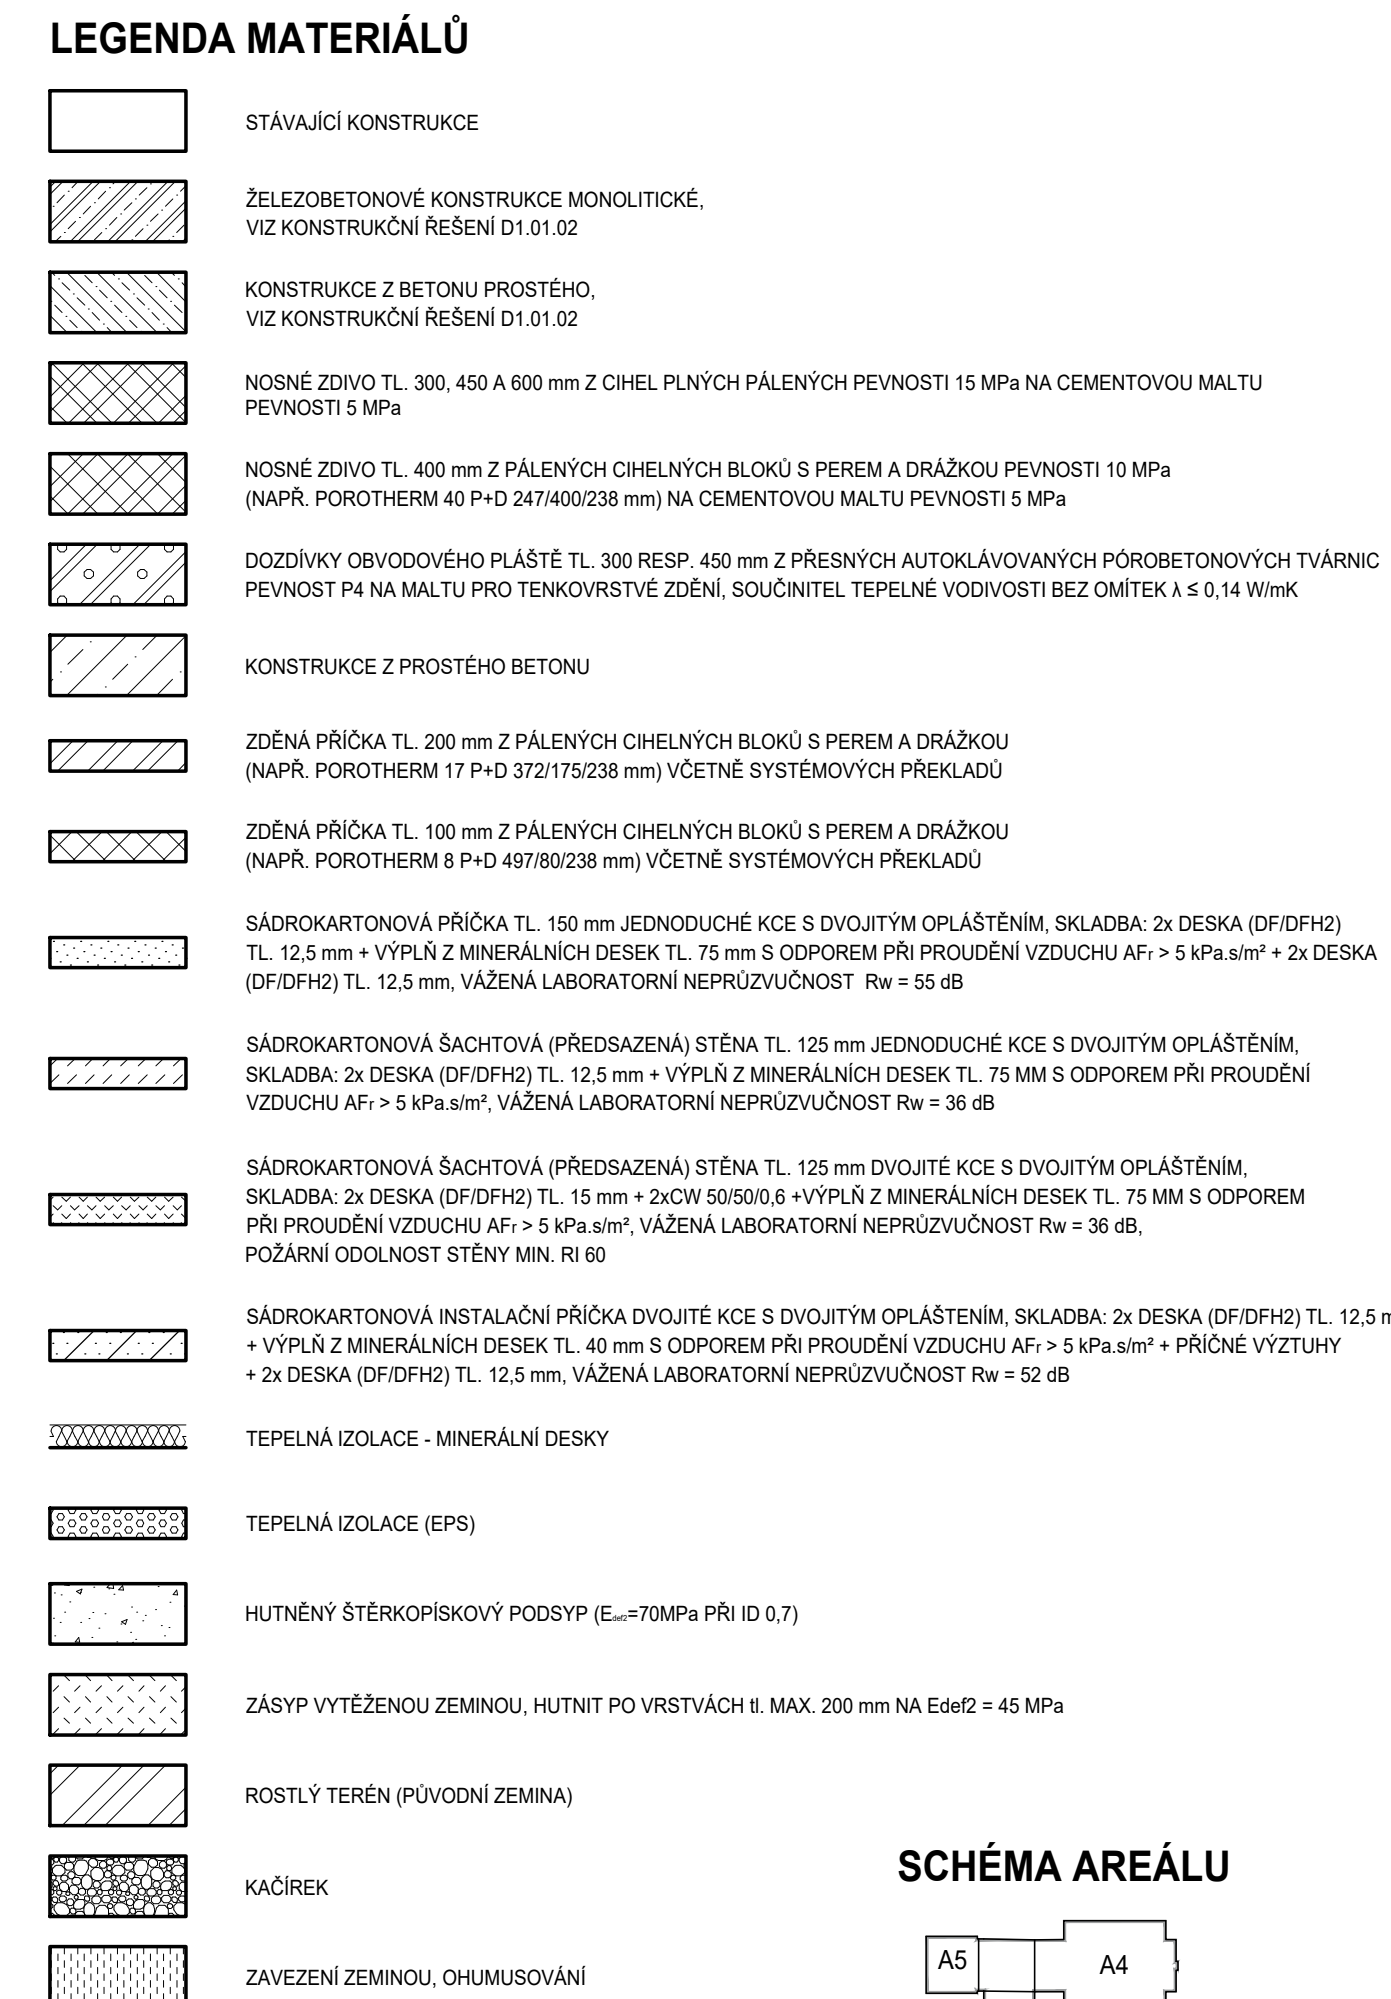 LEGENDA MATERIÁLŮ
STÁVAJÍCÍ KONSTRUKCE
ŽELEZOBETONOVÉ KONSTRUKCE MONOLITICKÉ,
VIZ KONSTRUKČNÍ ŘEŠENÍ D1.01.02
KONSTRUKCE Z BETONU PROSTÉHO,
VIZ KONSTRUKČNÍ ŘEŠENÍ D1.01.02
NOSNÉ ZDIVO TL. 300, 450 A 600 mm Z CIHEL PLNÝCH PÁLENÝCH PEVNOSTI 15 MPa NA CEMENTOVOU MALTU
PEVNOSTI 5 MPa
NOSNÉ ZDIVO TL. 400 mm Z PÁLENÝCH CIHELNÝCH BLOKŮ S PEREM A DRÁŽKOU PEVNOSTI 10 MPa
(NAPŘ. POROTHERM 40 P+D 247/400/238 mm) NA CEMENTOVOU MALTU PEVNOSTI 5 MPa
DOZDÍVKY OBVODOVÉHO PLÁŠTĚ TL. 300 RESP. 450 mm Z PŘESNÝCH AUTOKLÁVOVANÝCH PÓROBETONOVÝCH TVÁRNIC
PEVNOST P4 NA MALTU PRO TENKOVRSTVÉ ZDĚNÍ, SOUČINITEL TEPELNÉ VODIVOSTI BEZ OMÍTEK λ ≤ 0,14 W/mK
KONSTRUKCE Z PROSTÉHO BETONU
ZDĚNÁ PŘÍČKA TL. 200 mm Z PÁLENÝCH CIHELNÝCH BLOKŮ S PEREM A DRÁŽKOU
(NAPŘ. POROTHERM 17 P+D 372/175/238 mm) VČETNĚ SYSTÉMOVÝCH PŘEKLADŮ
ZDĚNÁ PŘÍČKA TL. 100 mm Z PÁLENÝCH CIHELNÝCH BLOKŮ S PEREM A DRÁŽKOU
(NAPŘ. POROTHERM 8 P+D 497/80/238 mm) VČETNĚ SYSTÉMOVÝCH PŘEKLADŮ
SÁDROKARTONOVÁ PŘÍČKA TL. 150 mm JEDNODUCHÉ KCE S DVOJITÝM OPLÁŠTĚNÍM, SKLADBA: 2x DESKA (DF/DFH2)
TL. 12,5 mm + VÝPLŇ Z MINERÁLNÍCH DESEK TL. 75 mm S ODPOREM PŘI PROUDĚNÍ VZDUCHU AFr > 5 kPa.s/m² + 2x DESKA
(DF/DFH2) TL. 12,5 mm, VÁŽENÁ LABORATORNÍ NEPRŮZVUČNOST Rw = 55 dB
SÁDROKARTONOVÁ ŠACHTOVÁ (PŘEDSAZENÁ) STĚNA TL. 125 mm JEDNODUCHÉ KCE S DVOJITÝM OPLÁŠTĚNÍM,
SKLADBA: 2x DESKA (DF/DFH2) TL. 12,5 mm + VÝPLŇ Z MINERÁLNÍCH DESEK TL. 75 MM S ODPOREM PŘI PROUDĚNÍ
VZDUCHU AFr > 5 kPa.s/m², VÁŽENÁ LABORATORNÍ NEPRŮZVUČNOST Rw = 36 dB
SÁDROKARTONOVÁ ŠACHTOVÁ (PŘEDSAZENÁ) STĚNA TL. 125 mm DVOJITÉ KCE S DVOJITÝM OPLÁŠTĚNÍM,
SKLADBA: 2x DESKA (DF/DFH2) TL. 15 mm + 2xCW 50/50/0,6 +VÝPLŇ Z MINERÁLNÍCH DESEK TL. 75 MM S ODPOREM
PŘI PROUDĚNÍ VZDUCHU AFr > 5 kPa.s/m², VÁŽENÁ LABORATORNÍ NEPRŮZVUČNOST Rw = 36 dB,
POŽÁRNÍ ODOLNOST STĚNY MIN. RI 60
SÁDROKARTONOVÁ INSTALAČNÍ PŘÍČKA DVOJITÉ KCE S DVOJITÝM OPLÁŠTENÍM, SKLADBA: 2x DESKA (DF/DFH2) TL. 12,5
+ VÝPLŇ Z MINERÁLNÍCH DESEK TL. 40 mm S ODPOREM PŘI PROUDĚNÍ VZDUCHU AFr > 5 kPa.s/m² + PŘÍČNÉ VÝZTUHY
+ 2x DESKA (DF/DFH2) TL. 12,5 mm, VÁŽENÁ LABORATORNÍ NEPRŮZVUČNOST Rw = 52 dB
TEPELNÁ IZOLACE - MINERÁLNÍ DESKY
TEPELNÁ IZOLACE (EPS)
HUTNĚNÝ ŠTĚRKOPÍSKOVÝ PODSYP (Edef2=70MPa PŘI ID 0,7)
ZÁSYP VYTĚŽENOU ZEMINOU, HUTNIT PO VRSTVÁCH tl. MAX. 200 mm NA Edef2 = 45 MPa
ROSTLÝ TERÉN (PŮVODNÍ ZEMINA)
KAČÍREK
ZAVEZENÍ ZEMINOU, OHUMUSOVÁNÍ
SCHÉMA AREÁLU
A5
A4